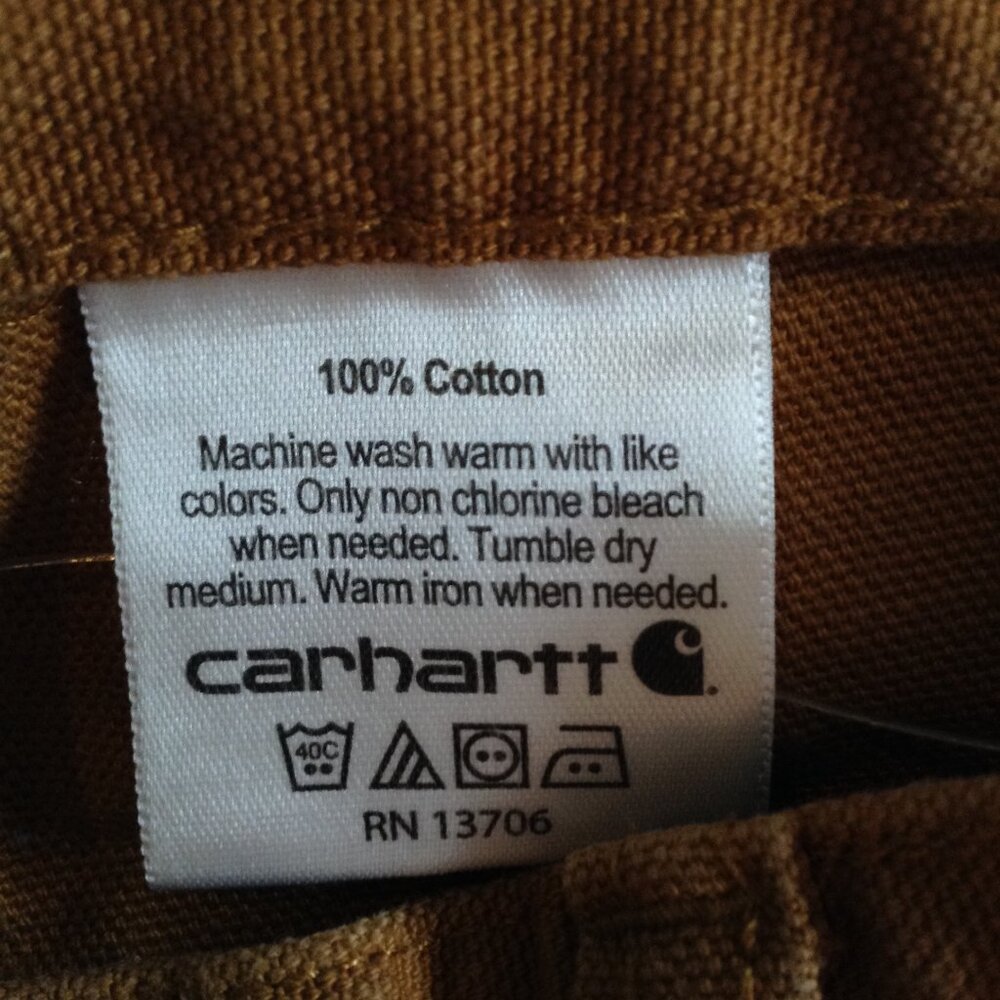 100% Cotton
Machine wash warm with like
colors. Only non chlorine bleach
when needed. Tumble dry
medium. Warm iron when needed.
carhartt
40C
RN 13706